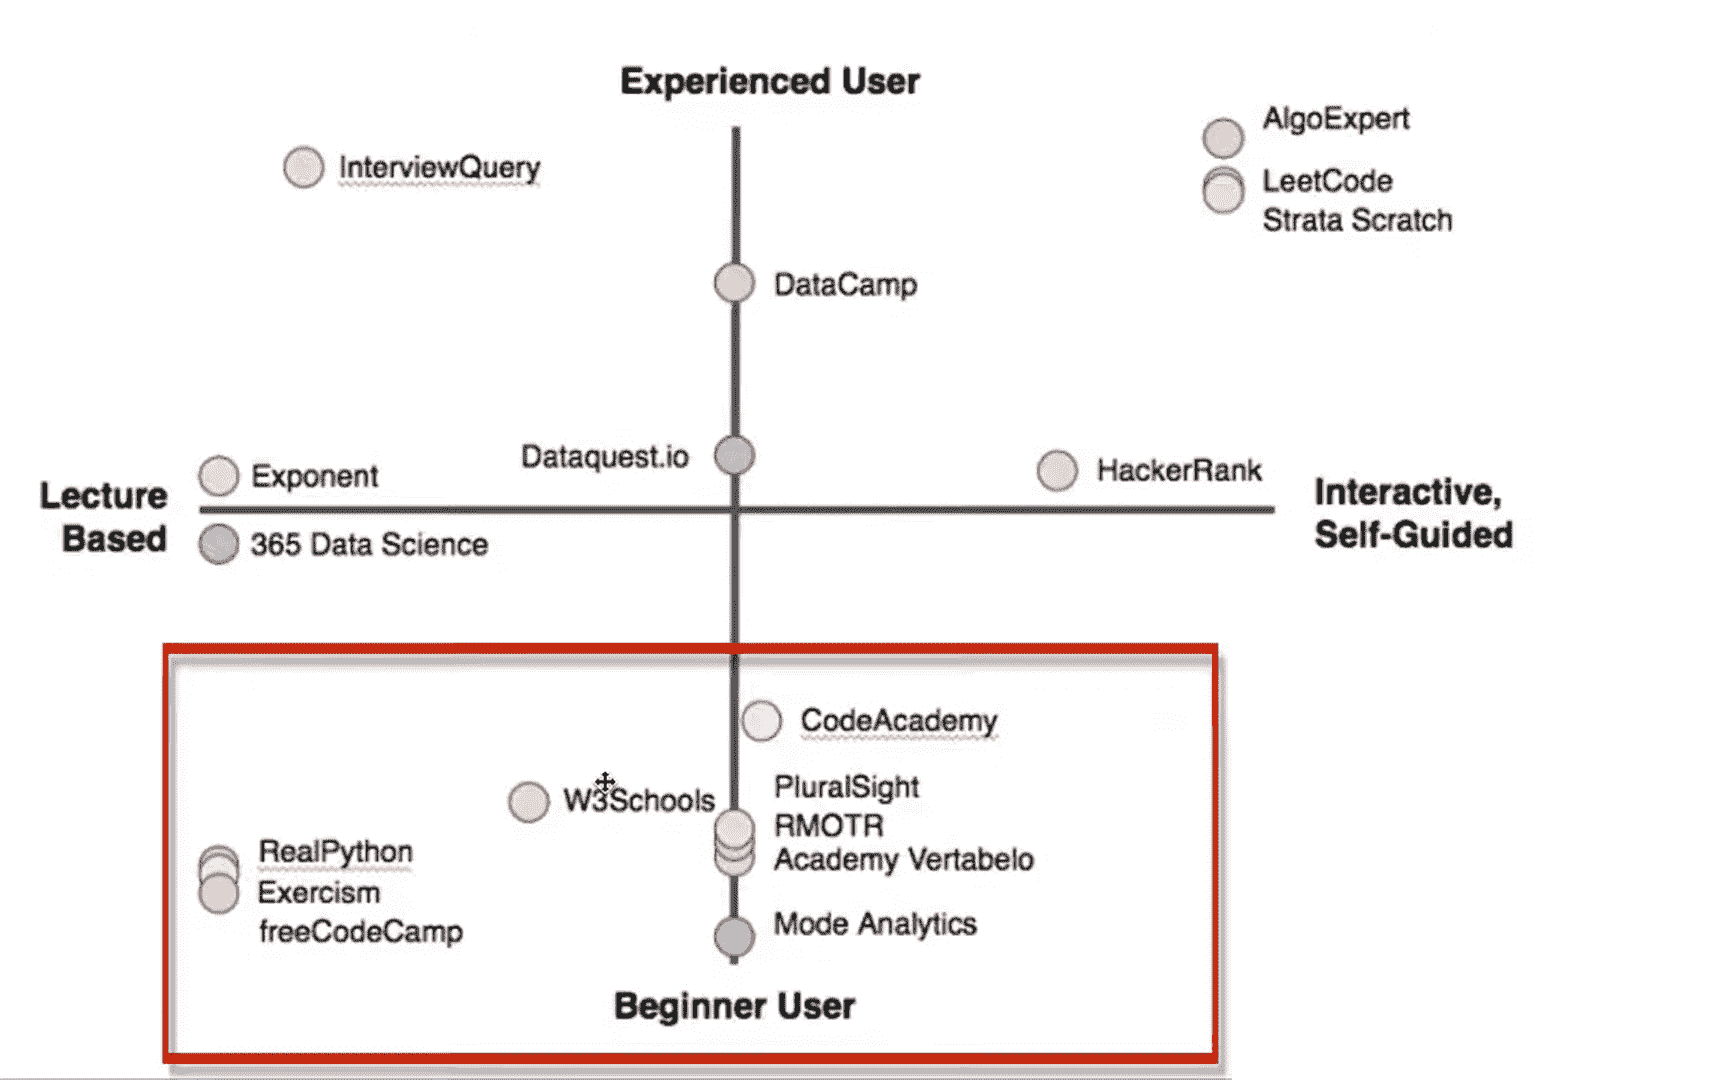 Experienced User
AlgoExpert
InterviewQuery
LeetCode
Strata Scratch
DataCamp
Dataquest.io
Exponent
HackerRank
Lecture
Based
Interactive,
Self-Guided
365 Data Science
CodeAcademy
PluralSight
W3Schools
RMOTR
RealPython
Academy Vertabelo
Exercism
Mode Analytics
freeCodeCamp
Beginner User